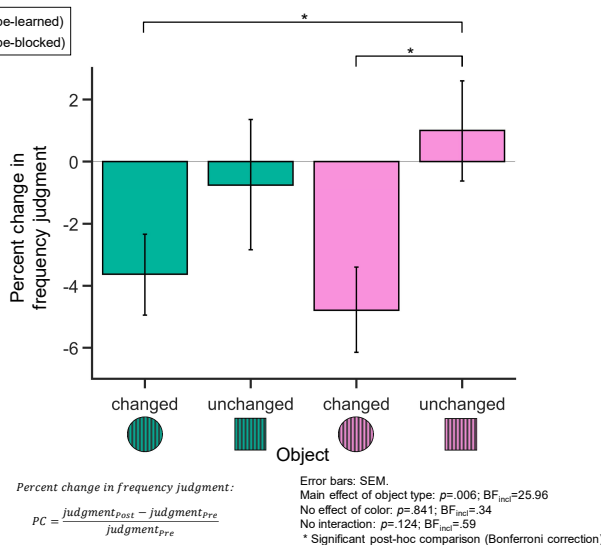 be-learned)
be-blocked)
*
*
Percent change in
frequency judgment
2
0
-2
-4
-6
changed unchanged changed unchanged
Object
Percent change in frequency judgment:
PC = (judgment_Post − judgment_Pre) / judgment_Pre
Error bars: SEM.
Main effect of object type: p=.006; BF_incl=25.96
No effect of color: p=.841; BF_incl=.34
No interaction: p=.124; BF_incl=.59
* Significant post-hoc comparison (Bonferroni correction)